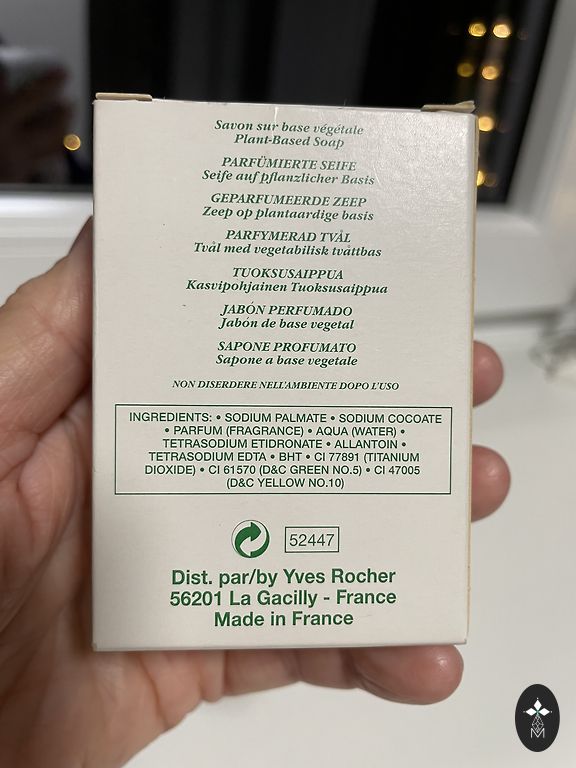 Savon sur base végétale
Plant-Based Soap
PARFÜMIERTE SEIFE
Seife auf pflanzlicher Basis
GEPARFUMEERDE ZEEP
Zeep op plantaardige basis
PARFYMERAD TVÅL
Tvål med vegetabilisk tvättbas
TUOKSUSAIPPUA
Kasvipohjainen Tuoksusaippua
JABÓN PERFUMADO
Jabón de base vegetal
SAPONE PROFUMATO
Sapone a base vegetale
NON DISERDERE NELL'AMBIENTE DOPO L'USO
INGREDIENTS: • SODIUM PALMATE • SODIUM COCOATE
• PARFUM (FRAGRANCE) • AQUA (WATER) •
TETRASODIUM ETIDRONATE • ALLANTOIN •
TETRASODIUM EDTA • BHT • CI 77891 (TITANIUM
DIOXIDE) • CI 61570 (D&C GREEN NO.5) • CI 47005
(D&C YELLOW NO.10)
52447
Dist. par/by Yves Rocher
56201 La Gacilly - France
Made in France
M